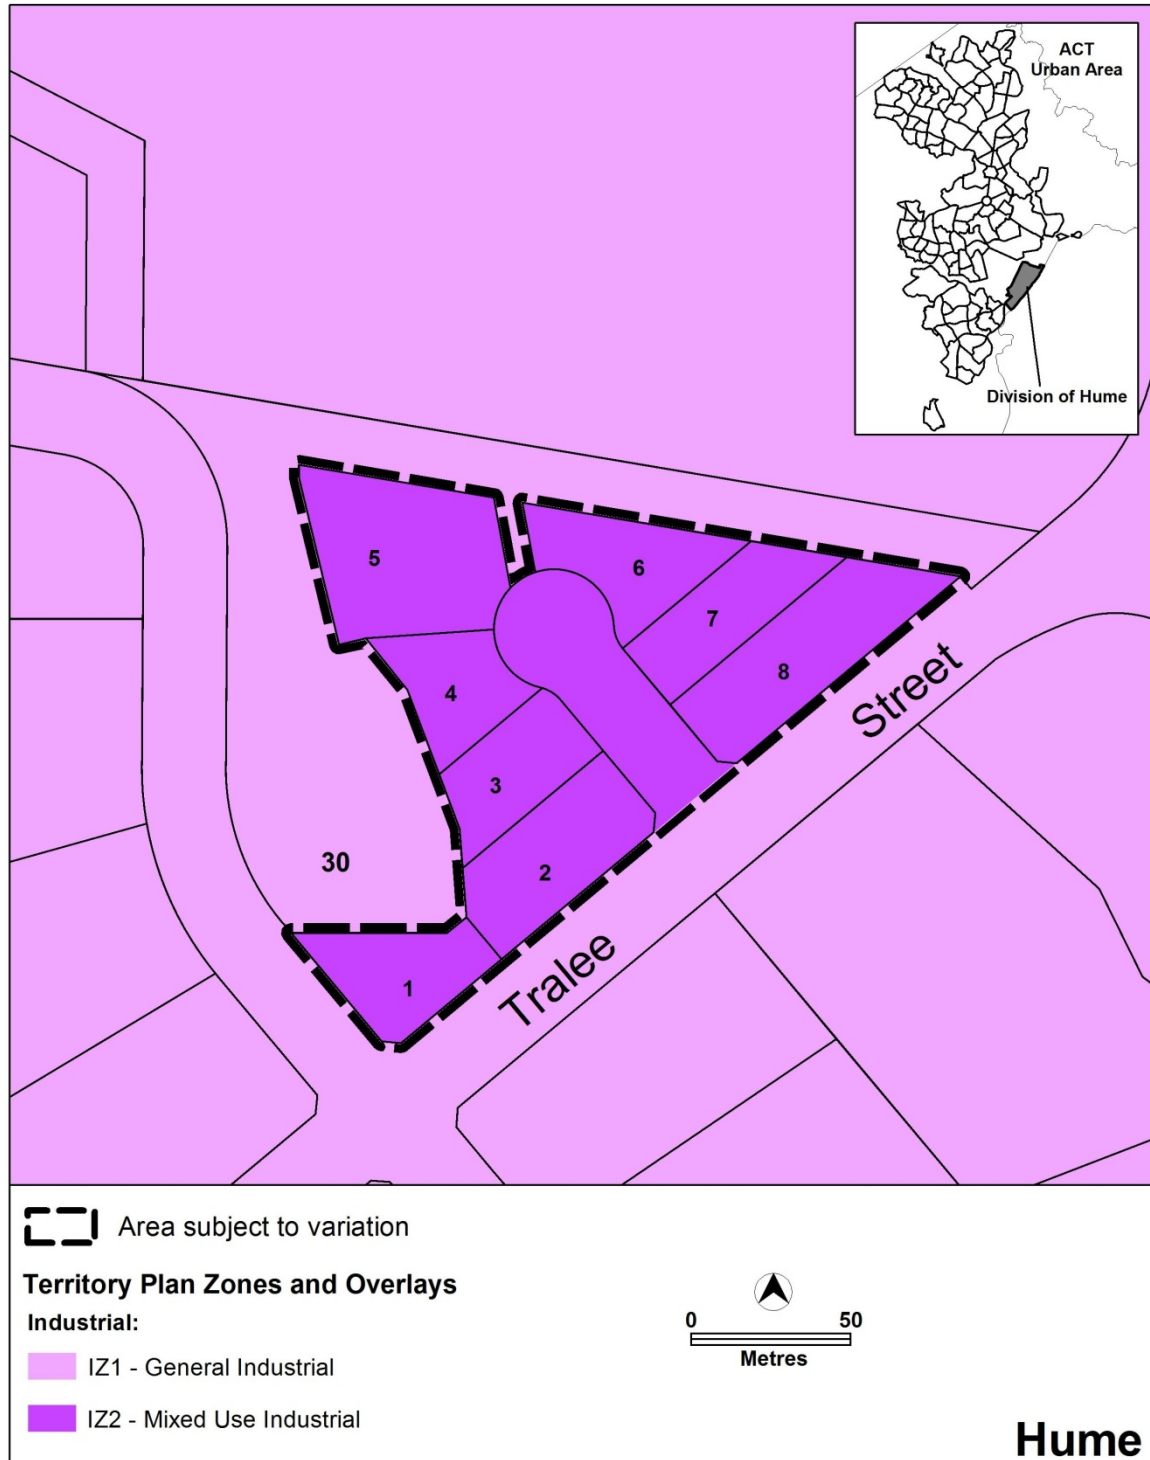 ACT
Urban Area
Division of Hume
5
6
7
8
4
3
2
30
1
Tralee Street
Area subject to variation
Territory Plan Zones and Overlays
Industrial:
IZ1 - General Industrial
IZ2 - Mixed Use Industrial
0 50
Metres
Hume